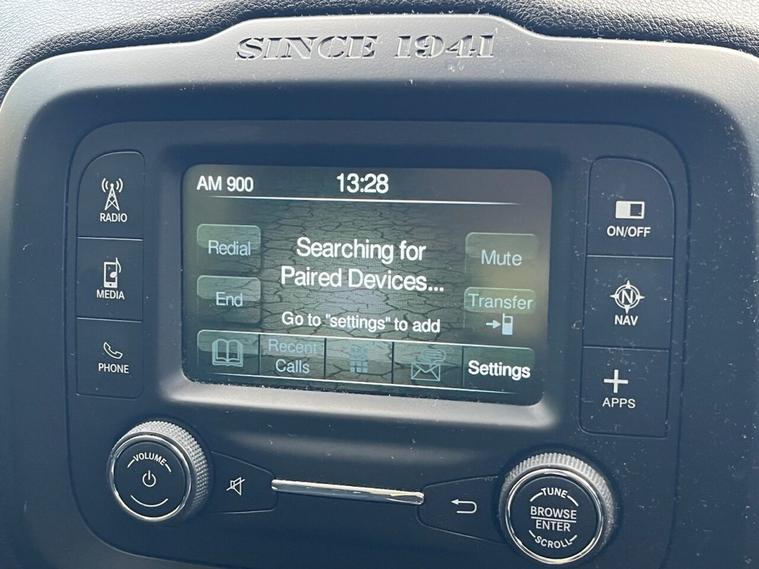 SINCE 1941
AM 900
13:28
RADIO
MEDIA
PHONE
Redial
End
Searching for
Paired Devices...
Go to "settings" to add
Mute
Transfer
Recent
Calls
Settings
ON/OFF
N
NAV
APPS
VOLUME
TUNE
BROWSE
ENTER
SCROLL